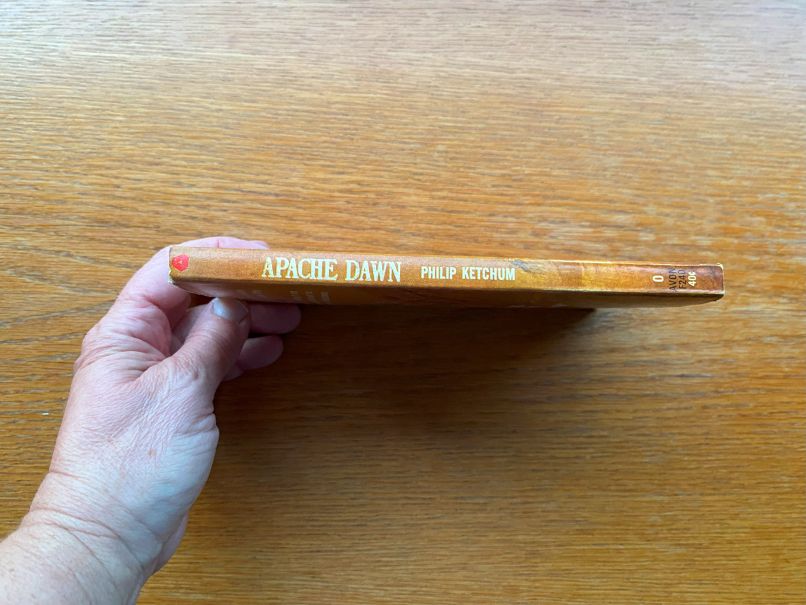 APACHE DAWN PHILIP KETCHUM
0
AVON
F240
40¢